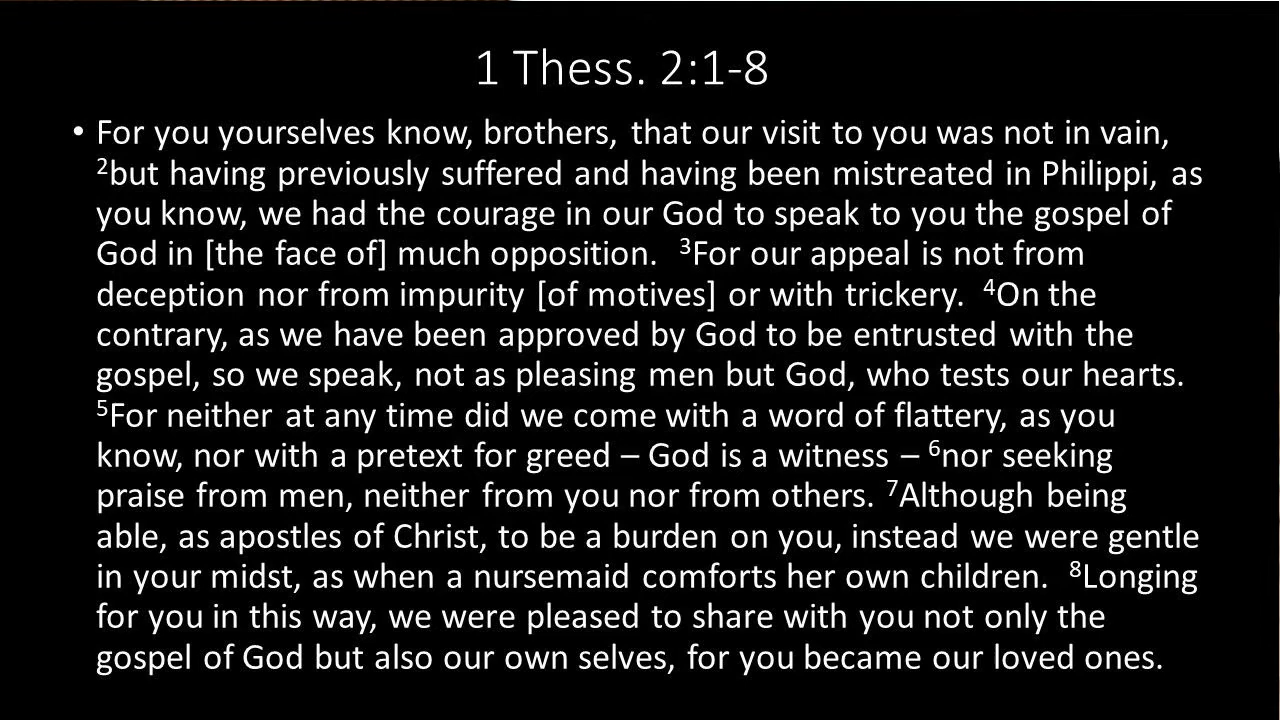 1 Thess. 2:1-8
• For you yourselves know, brothers, that our visit to you was not in vain,
²but having previously suffered and having been mistreated in Philippi, as
you know, we had the courage in our God to speak to you the gospel of
God in [the face of] much opposition.  ³For our appeal is not from
deception nor from impurity [of motives] or with trickery.  ⁴On the
contrary, as we have been approved by God to be entrusted with the
gospel, so we speak, not as pleasing men but God, who tests our hearts.
⁵For neither at any time did we come with a word of flattery, as you
know, nor with a pretext for greed – God is a witness – ⁶nor seeking
praise from men, neither from you nor from others. ⁷Although being
able, as apostles of Christ, to be a burden on you, instead we were gentle
in your midst, as when a nursemaid comforts her own children.  ⁸Longing
for you in this way, we were pleased to share with you not only the
gospel of God but also our own selves, for you became our loved ones.